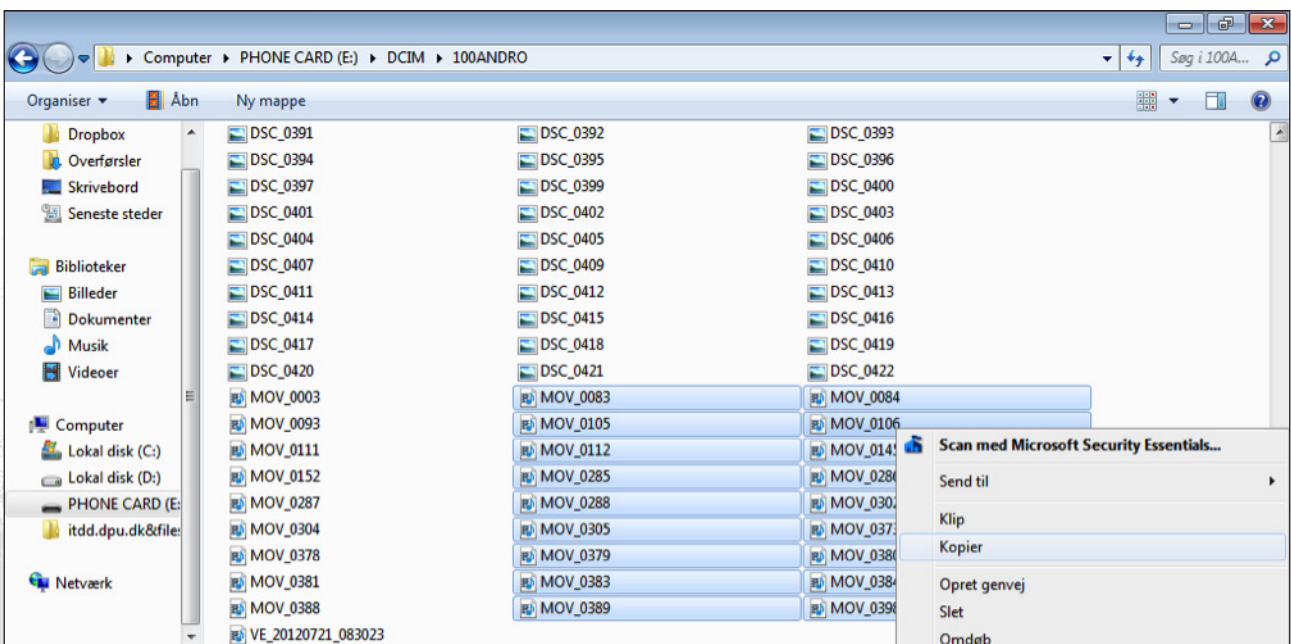 Computer ▸ PHONE CARD (E:) ▸ DCIM ▸ 100ANDRO
Søg i 100A...
Organiser Åbn Ny mappe
Dropbox
Overførsler
Skrivebord
Seneste steder
Biblioteker
Billeder
Dokumenter
Musik
Videoer
Computer
Lokal disk (C:)
Lokal disk (D:)
PHONE CARD (E:
itdd.dpu.dk&file:
Netværk
DSC_0391 DSC_0392 DSC_0393
DSC_0394 DSC_0395 DSC_0396
DSC_0397 DSC_0399 DSC_0400
DSC_0401 DSC_0402 DSC_0403
DSC_0404 DSC_0405 DSC_0406
DSC_0407 DSC_0409 DSC_0410
DSC_0411 DSC_0412 DSC_0413
DSC_0414 DSC_0415 DSC_0416
DSC_0417 DSC_0418 DSC_0419
DSC_0420 DSC_0421 DSC_0422
MOV_0003 MOV_0083 MOV_0084
MOV_0093 MOV_0105 MOV_0106
MOV_0111 MOV_0112
MOV_0152 MOV_0285
MOV_0287 MOV_0288
MOV_0304 MOV_0305
MOV_0378 MOV_0379
MOV_0381 MOV_0383
MOV_0388 MOV_0389
VE_20120721_083023
Scan med Microsoft Security Essentials...
Send til
Klip
Kopier
Opret genvej
Slet
Omdøb